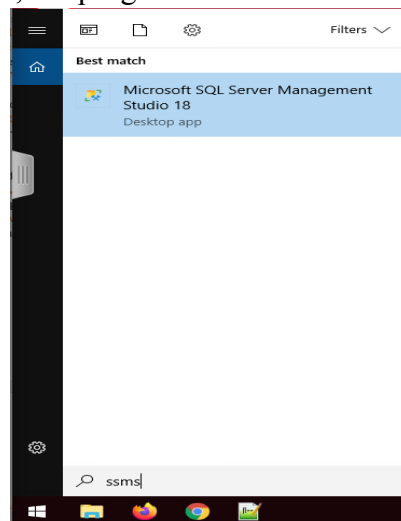 Filters
Best match
Microsoft SQL Server Management
Studio 18
Desktop app
ssms